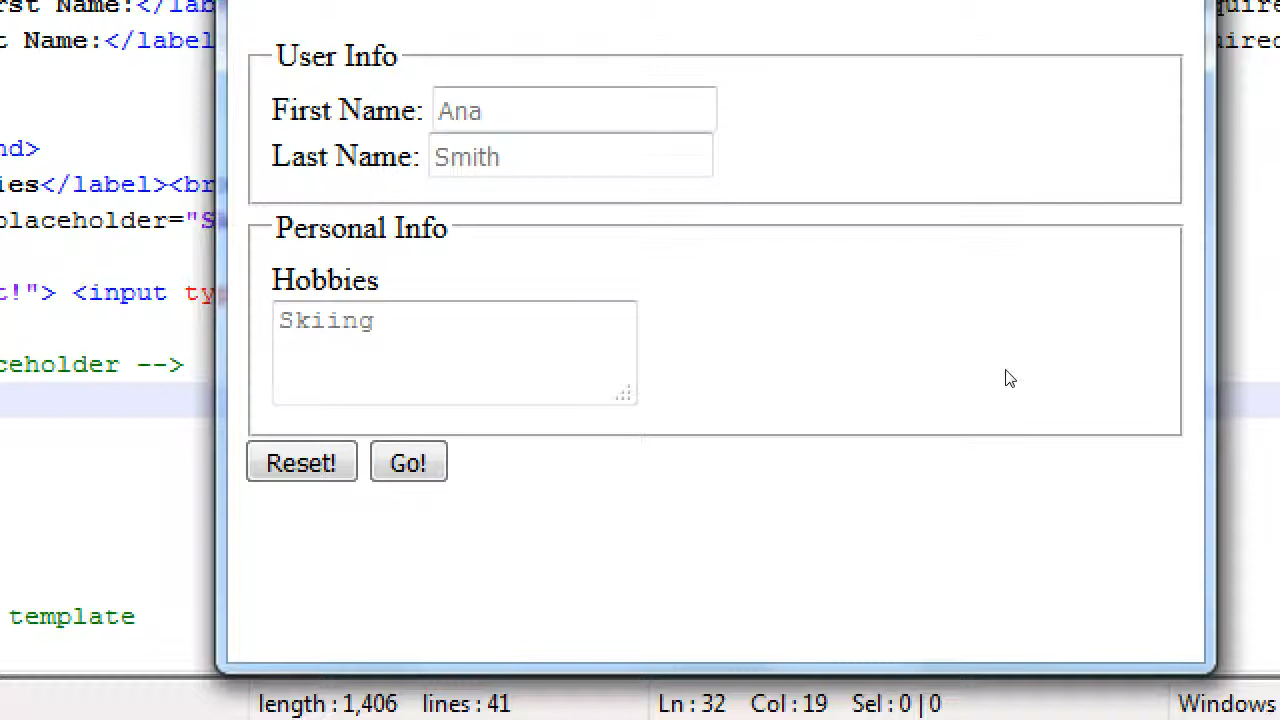 rst Name:</lab
t Name:</label
quire
uired
nd>
ies</label><br
placeholder="S
t!"> <input ty
ceholder -->
template
User Info
First Name: Ana
Last Name: Smith
Personal Info
Hobbies
Skiing
Reset! Go!
length : 1,406 lines : 41 Ln : 32 Col : 19 Sel : 0 | 0 Windows